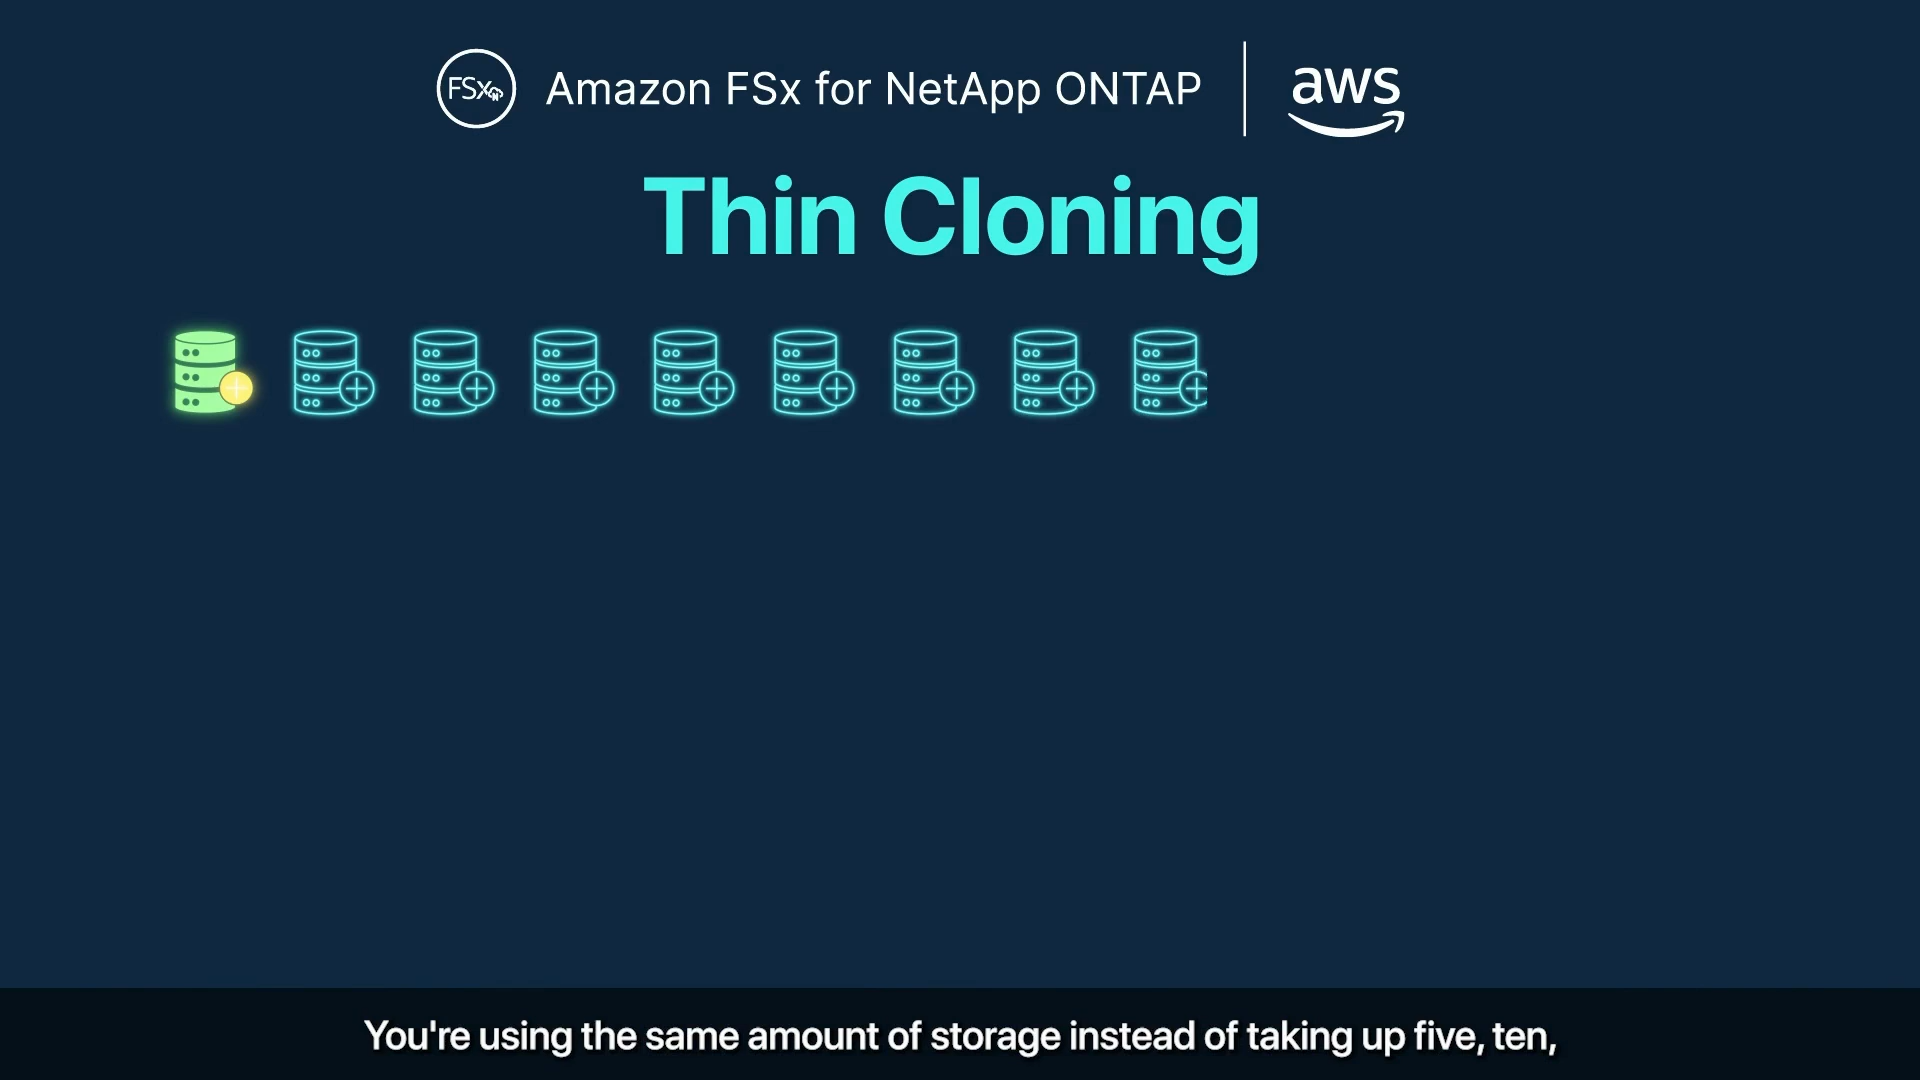 FSx Amazon FSx for NetApp ONTAP aws
Thin Cloning
You're using the same amount of storage instead of taking up five, ten,